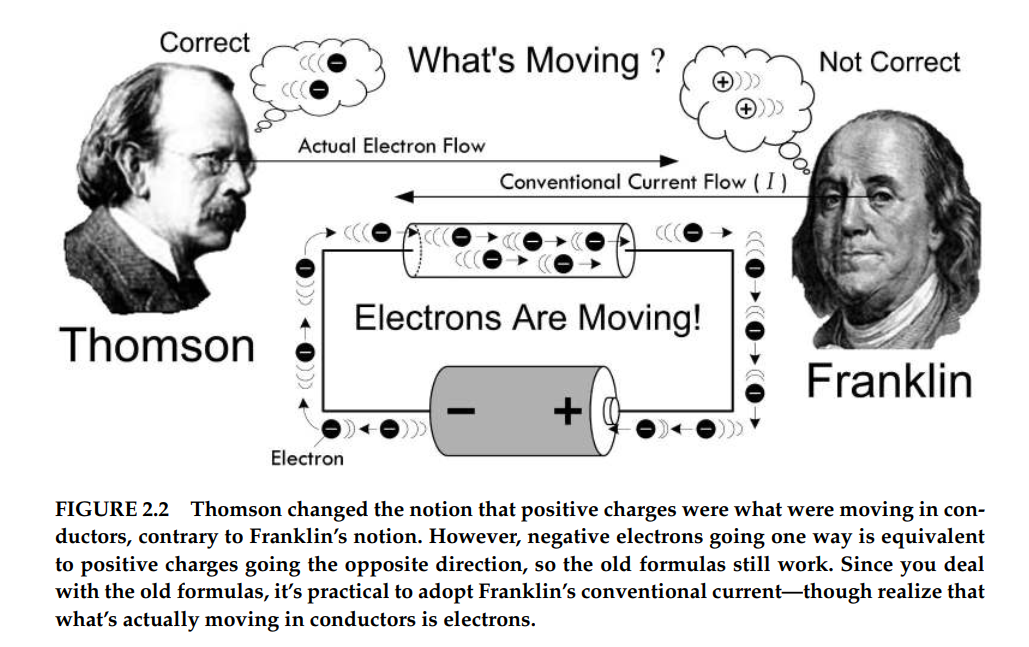 Correct
What's Moving ?
Not Correct
Actual Electron Flow
Conventional Current Flow ( I )
Electrons Are Moving!
Thomson
Franklin
− +
Electron
FIGURE 2.2 Thomson changed the notion that positive charges were what were moving in con-
ductors, contrary to Franklin’s notion. However, negative electrons going one way is equivalent
to positive charges going the opposite direction, so the old formulas still work. Since you deal
with the old formulas, it’s practical to adopt Franklin’s conventional current—though realize that
what’s actually moving in conductors is electrons.